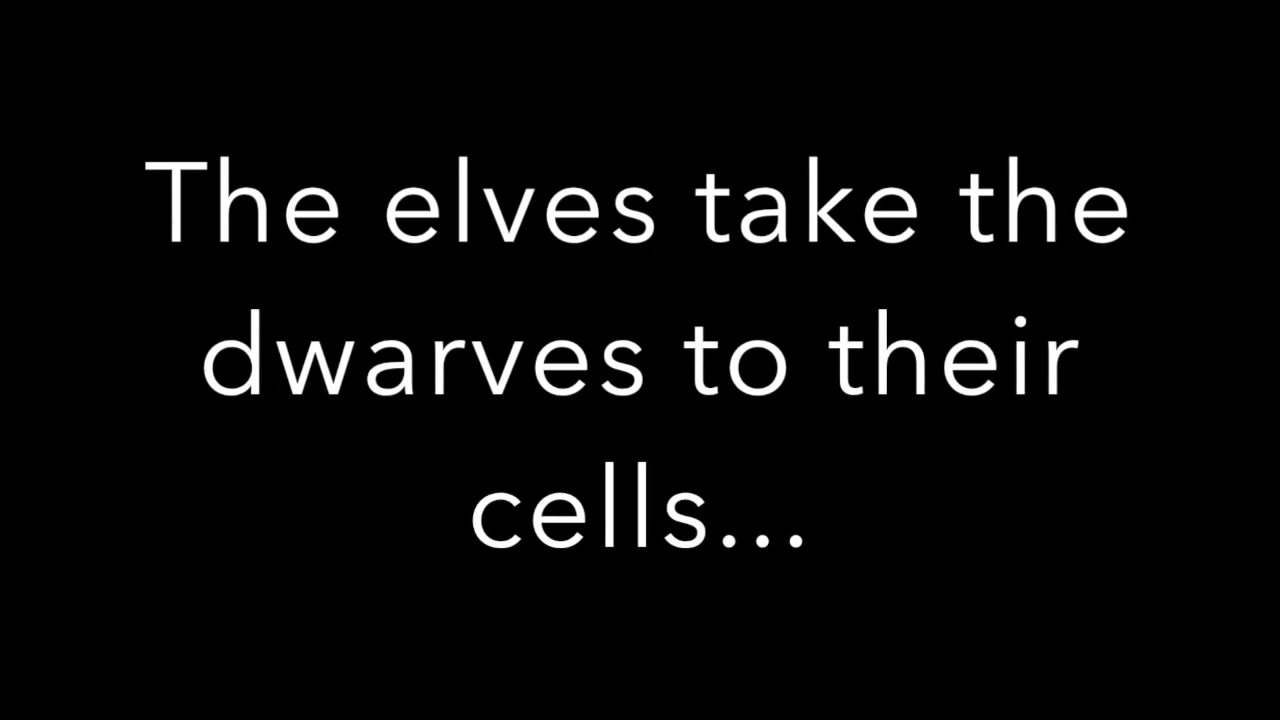 The elves take the
dwarves to their
cells...